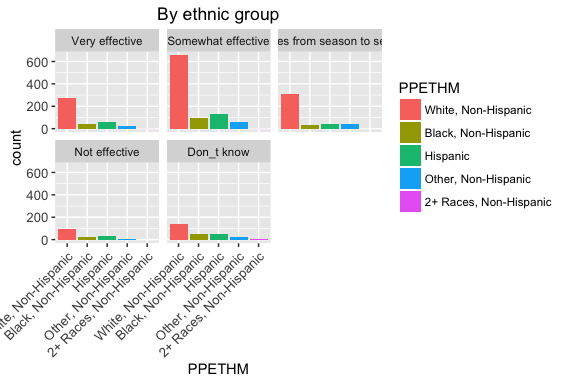 By ethnic group
Very effective
Somewhat effective
es from season to se
600
400
200
0
count
Not effective
Don_t know
600
400
200
0
White, Non-Hispanic
Black, Non-Hispanic
Hispanic
Other, Non-Hispanic
2+ Races, Non-Hispanic
White, Non-Hispanic
Black, Non-Hispanic
Hispanic
Other, Non-Hispanic
2+ Races, Non-Hispanic
PPETHM
PPETHM
White, Non-Hispanic
Black, Non-Hispanic
Hispanic
Other, Non-Hispanic
2+ Races, Non-Hispanic